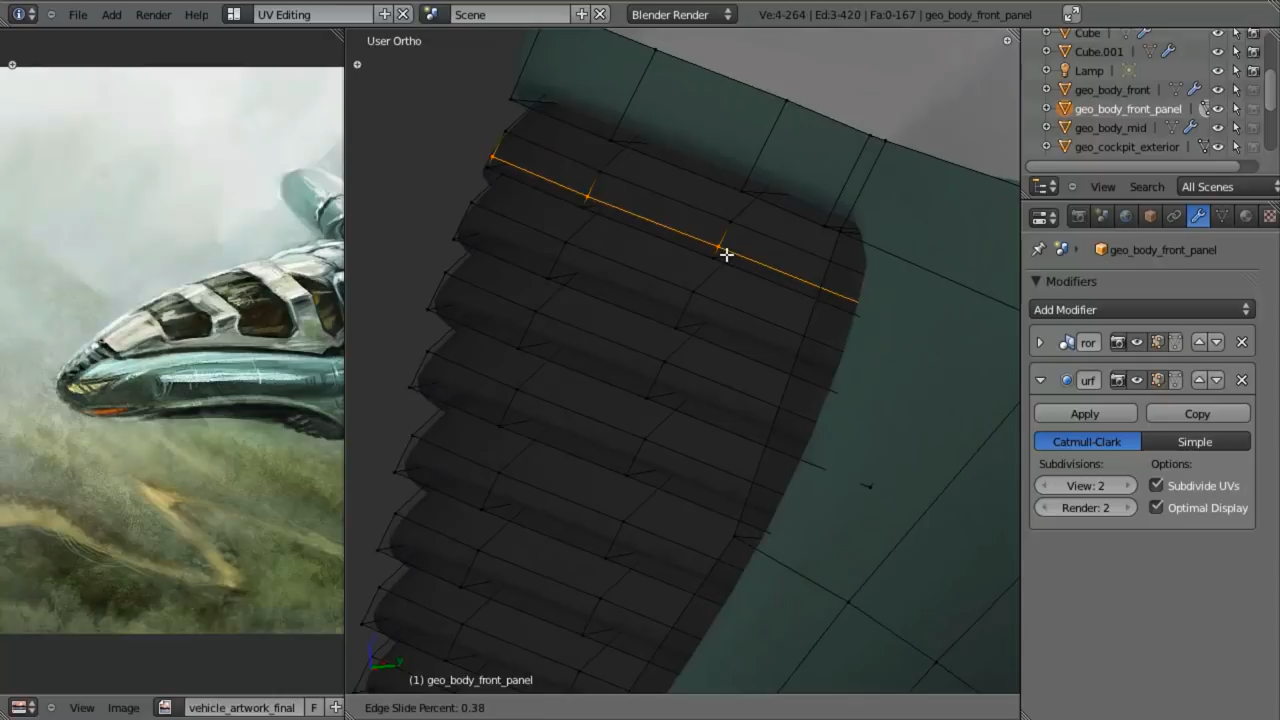 File Add Render Help UV Editing Scene Blender Render Ve:4-264 | Ed:3-420 | Fa:0-167 | geo_body_front_panel
User Ortho
Cube
Cube.001
Lamp
geo_body_front
geo_body_front_panel
geo_body_mid
geo_cockpit_exterior
View Search All Scenes
geo_body_front_panel
Modifiers
Add Modifier
ror
urf
Apply Copy
Catmull-Clark Simple
Subdivisions: Options:
View: 2 Subdivide UVs
Render: 2 Optimal Display
z
y
(1) geo_body_front_panel
View Image vehicle_artwork_final F Edge Slide Percent: 0.38